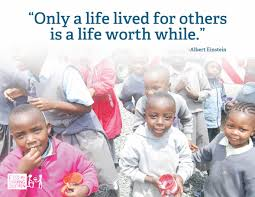 “Only a life lived for others
is a life worth while.”
-Albert Einstein